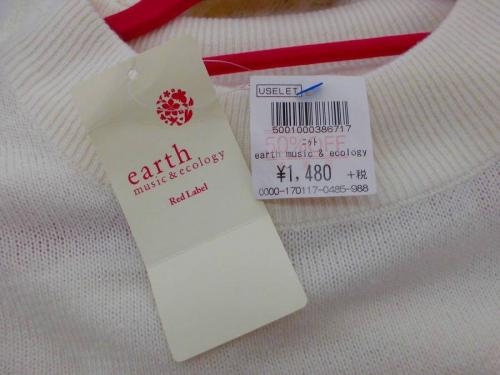 earth
music & ecology
Red Label
USELET
5001000386717
50%OFF
ニット
earth music & ecology
¥1,480 +税
0000-170117-0485-988